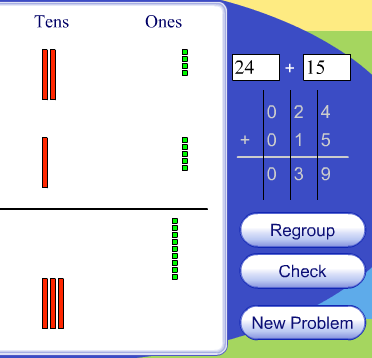 Tens Ones
24 + 15
0 2 4
+ 0 1 5
0 3 9
Regroup
Check
New Problem